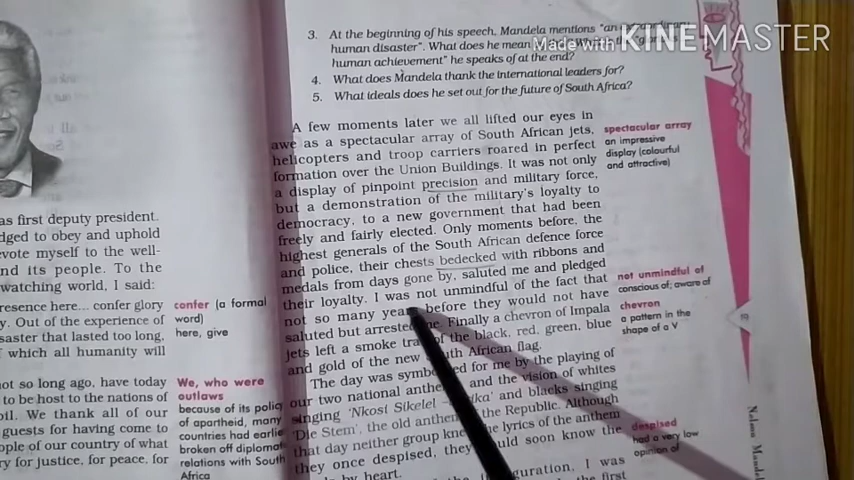 3. At the beginning of his speech, Mandela mentions "an
human disaster". What does he mean
human achievement" he speaks of at the end?
4. What does Mandela thank the international leaders for?
5. What ideals does he set out for the future of South Africa?
Made with KINEMASTER
A few moments later we all lifted our eyes in
awe as a spectacular array of South African jets,
helicopters and troop carriers roared in perfect
formation over the Union Buildings. It was not only
a display of pinpoint precision and military force,
but a demonstration of the military's loyalty to
democracy, to a new government that had been
freely and fairly elected. Only moments before, the
highest generals of the South African defence force
and police, their chests bedecked with ribbons and
medals from days gone by, saluted me and pledged
their loyalty. I was not unmindful of the fact that
not so many years before they would not have
saluted but arrested me. Finally a chevron of Impala
jets left a smoke trail of the black, red, green, blue
and gold of the new South African flag.
The day was symbolised for me by the playing of
our two national anthems, and the vision of whites
singing 'Nkosi Sikelel and blacks singing
'Die Stem', the old anthem of the Republic. Although
that day neither group knew the lyrics of the anthem
they once despised, they would soon know the
by heart.
inauguration, I was
the first
spectacular array
an impressive
display (colourful
and attractive)
not unmindful of
conscious of; aware of
chevron
a pattern in the
shape of a V
despised
had a very low
opinion of
19
Nelson Mandela
as first deputy president.
dged to obey and uphold
evote myself to the well-
nd its people. To the
watching world, I said:
resence here... confer glory
y. Out of the experience of
saster that lasted too long,
f which all humanity will
not so long ago, have today
to be host to the nations of
oil. We thank all of our
guests for having come to
ople of our country of what
ry for justice, for peace, for
confer (a formal
word)
here, give
We, who were
outlaws
because of its policy
of apartheid, many
countries had earlier
broken off diplomatic
relations with South
Africa